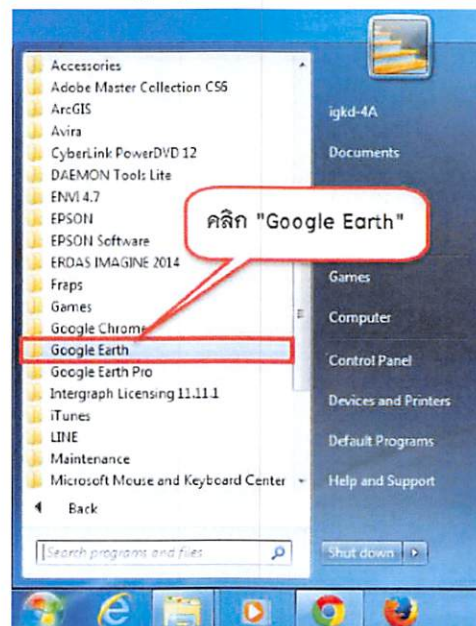 Accessories
Adobe Master Collection CS6
ArcGIS
Avira
CyberLink PowerDVD 12
DAEMON Tools Lite
ENVI 4.7
EPSON
EPSON Software
ERDAS IMAGINE 2014
Fraps
Games
Google Chrome
Google Earth
Google Earth Pro
Intergraph Licensing 11.11.1
iTunes
LINE
Maintenance
Microsoft Mouse and Keyboard Center
Back
Search programs and files
คลิก "Google Earth"
igkd-4A
Documents
Games
Computer
Control Panel
Devices and Printers
Default Programs
Help and Support
Shut down